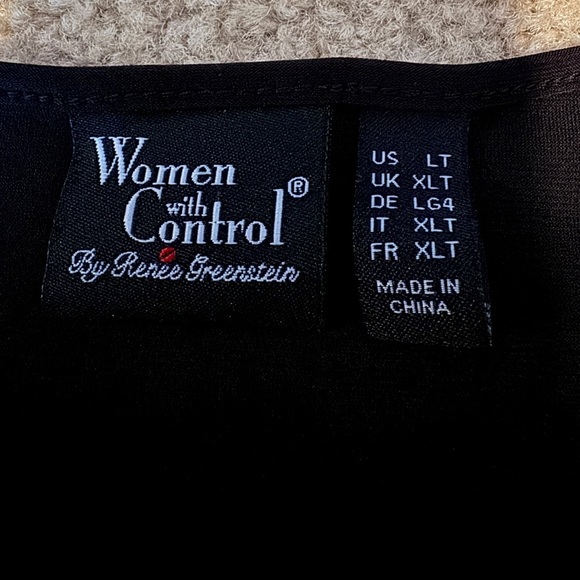 Women
with
Control®
By Renee Greenstein
US LT
UK XLT
DE LG4
IT XLT
FR XLT
MADE IN
CHINA